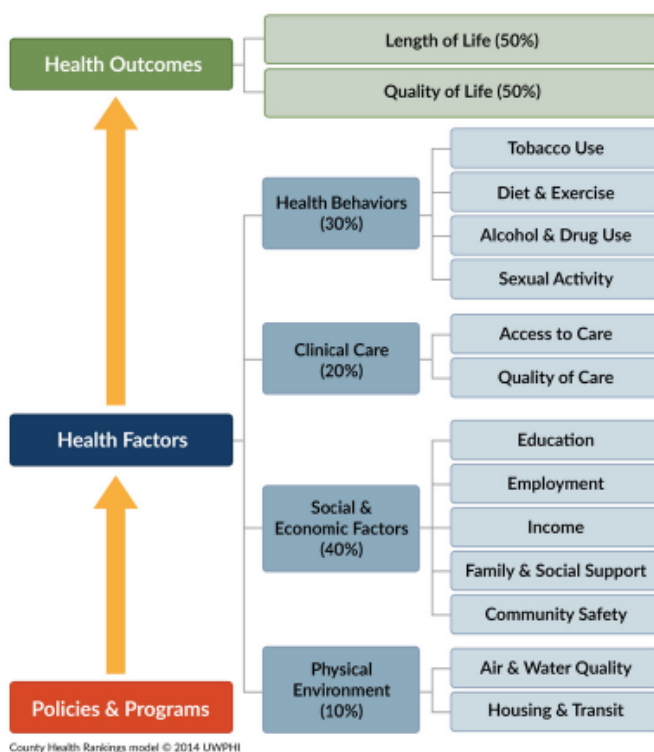 Health Outcomes
Length of Life (50%)
Quality of Life (50%)
Health Factors
Health Behaviors
(30%)
Tobacco Use
Diet & Exercise
Alcohol & Drug Use
Sexual Activity
Clinical Care
(20%)
Access to Care
Quality of Care
Social &
Economic Factors
(40%)
Education
Employment
Income
Family & Social Support
Community Safety
Physical
Environment
(10%)
Air & Water Quality
Housing & Transit
Policies & Programs
County Health Rankings model © 2014 UWPHI